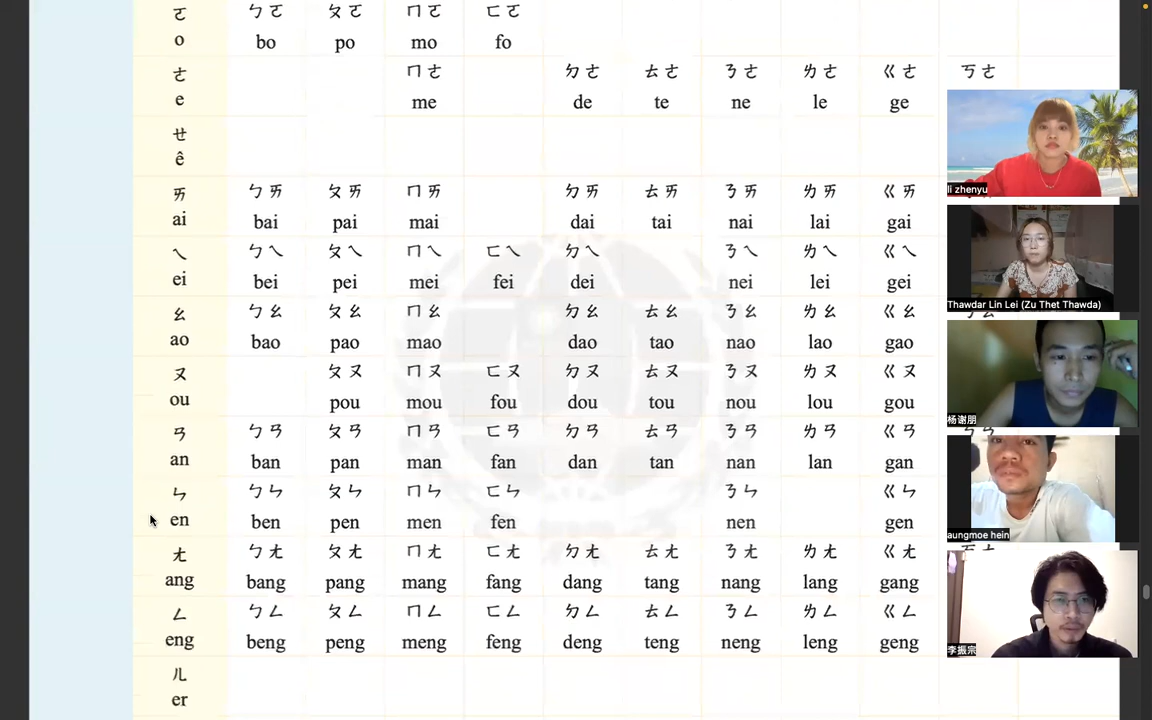 ㄛ ㄅㄛ ㄆㄛ ㄇㄛ ㄈㄛ
o bo po mo fo
ㄜ ㄇㄜ ㄉㄜ ㄊㄜ ㄋㄜ ㄌㄜ ㄍㄜ ㄎㄜ
e me de te ne le ge
ㄝ
ê
ㄞ ㄅㄞ ㄆㄞ ㄇㄞ ㄉㄞ ㄊㄞ ㄋㄞ ㄌㄞ ㄍㄞ
ai bai pai mai dai tai nai lai gai
ㄟ ㄅㄟ ㄆㄟ ㄇㄟ ㄈㄟ ㄉㄟ ㄋㄟ ㄌㄟ ㄍㄟ
ei bei pei mei fei dei nei lei gei
ㄠ ㄅㄠ ㄆㄠ ㄇㄠ ㄉㄠ ㄊㄠ ㄋㄠ ㄌㄠ ㄍㄠ
ao bao pao mao dao tao nao lao gao
ㄡ ㄆㄡ ㄇㄡ ㄈㄡ ㄉㄡ ㄊㄡ ㄋㄡ ㄌㄡ ㄍㄡ
ou pou mou fou dou tou nou lou gou
ㄢ ㄅㄢ ㄆㄢ ㄇㄢ ㄈㄢ ㄉㄢ ㄊㄢ ㄋㄢ ㄌㄢ ㄍㄢ
an ban pan man fan dan tan nan lan gan
ㄣ ㄅㄣ ㄆㄣ ㄇㄣ ㄈㄣ ㄋㄣ ㄍㄣ
en ben pen men fen nen gen
ㄤ ㄅㄤ ㄆㄤ ㄇㄤ ㄈㄤ ㄉㄤ ㄊㄤ ㄋㄤ ㄌㄤ ㄍㄤ
ang bang pang mang fang dang tang nang lang gang
ㄥ ㄅㄥ ㄆㄥ ㄇㄥ ㄈㄥ ㄉㄥ ㄊㄥ ㄋㄥ ㄌㄥ ㄍㄥ
eng beng peng meng feng deng teng neng leng geng
ㄦ
er
li zhenyu
Thawdar Lin Lei (Zu Thet Thawda)
杨谢朋
aungmoe hein
李振宗